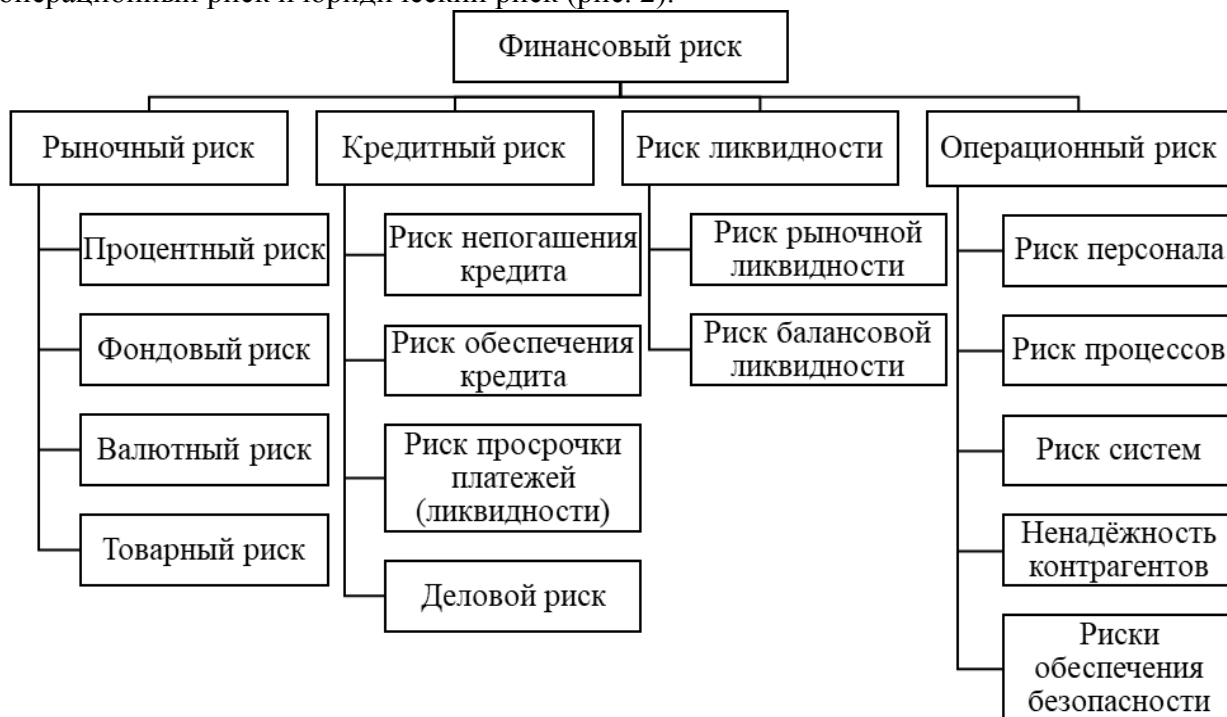 операционный риск и юридический риск (рис. 2).
Финансовый риск
Рыночный риск
Процентный риск
Фондовый риск
Валютный риск
Товарный риск
Кредитный риск
Риск непогашения
кредита
Риск обеспечения
кредита
Риск просрочки
платежей
(ликвидности)
Деловой риск
Риск ликвидности
Риск рыночной
ликвидности
Риск балансовой
ликвидности
Операционный риск
Риск персонала
Риск процессов
Риск систем
Ненадёжность
контрагентов
Риски
обеспечения
безопасности